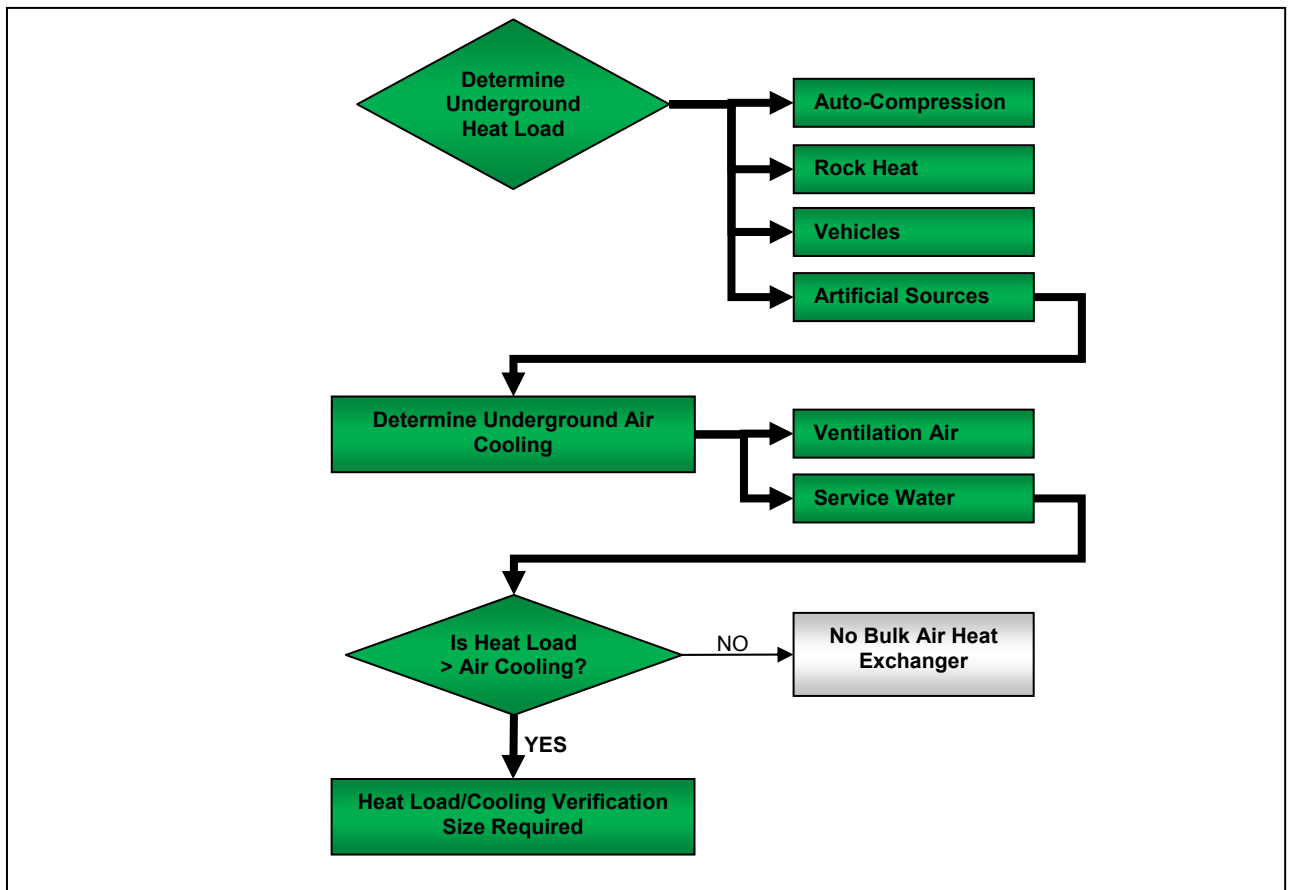 Determine
Underground
Heat Load
Auto-Compression
Rock Heat
Vehicles
Artificial Sources
Determine Underground Air
Cooling
Ventilation Air
Service Water
Is Heat Load
> Air Cooling?
NO
No Bulk Air Heat
Exchanger
YES
Heat Load/Cooling Verification
Size Required